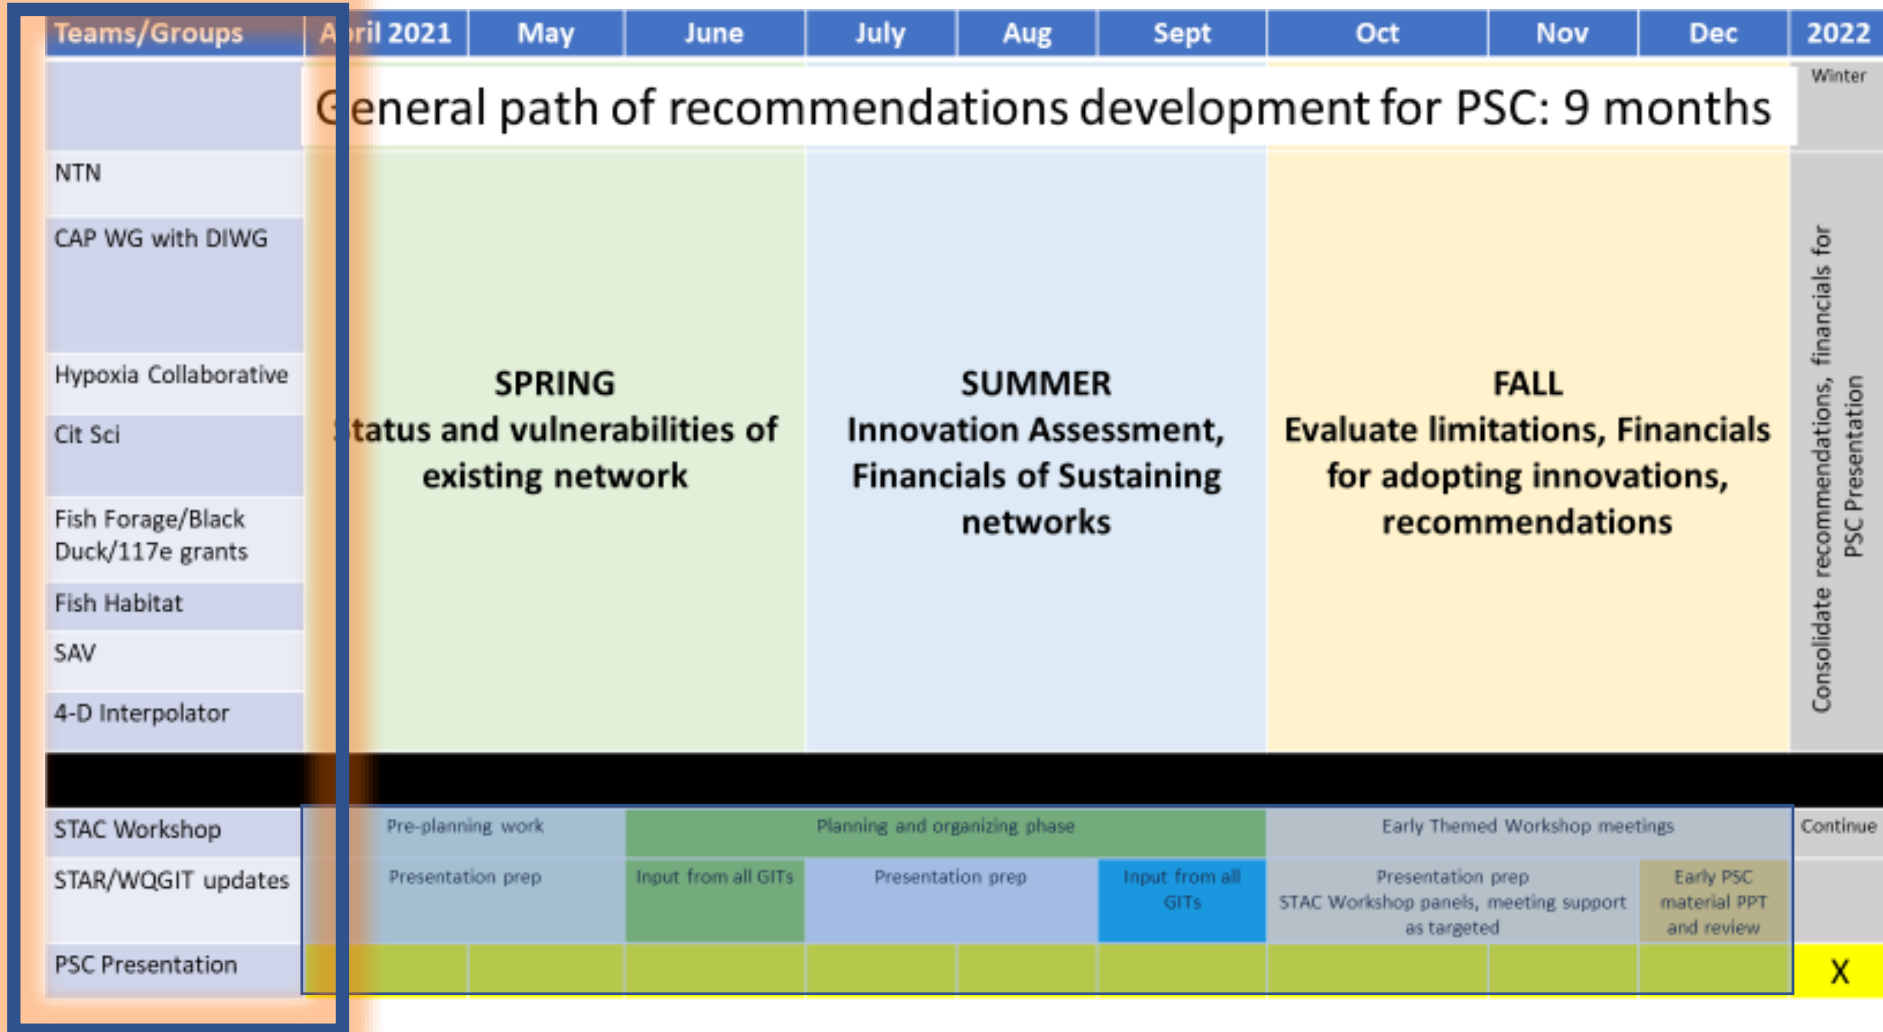 Teams/Groups April 2021 May June July Aug Sept Oct Nov Dec 2022
General path of recommendations development for PSC: 9 months
Winter
NTN
CAP WG with DIWG
Hypoxia Collaborative
Cit Sci
Fish Forage/Black
Duck/117e grants
Fish Habitat
SAV
4-D Interpolator
SPRING
Status and vulnerabilities of
existing network
SUMMER
Innovation Assessment,
Financials of Sustaining
networks
FALL
Evaluate limitations, Financials
for adopting innovations,
recommendations
Consolidate recommendations, financials for
PSC Presentation
STAC Workshop
Pre-planning work
Planning and organizing phase
Early Themed Workshop meetings
Continue
STAR/WQGIT updates
Presentation prep
Input from all GITs
Presentation prep
Input from all
GITs
Presentation prep
STAC Workshop panels, meeting support
as targeted
Early PSC
material PPT
and review
PSC Presentation
X